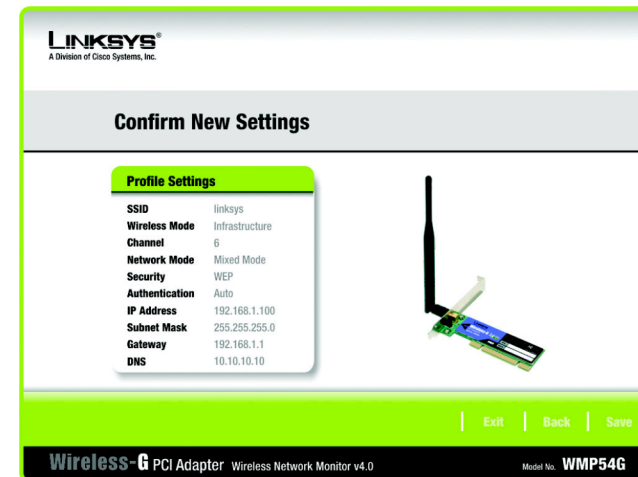 LINKSYS®
A Division of Cisco Systems, Inc.
Confirm New Settings
Profile Settings
SSID linksys
Wireless Mode Infrastructure
Channel 6
Network Mode Mixed Mode
Security WEP
Authentication Auto
IP Address 192.168.1.100
Subnet Mask 255.255.255.0
Gateway 192.168.1.1
DNS 10.10.10.10
Exit Back Save
Wireless-G PCI Adapter Wireless Network Monitor v4.0 Model No. WMP54G